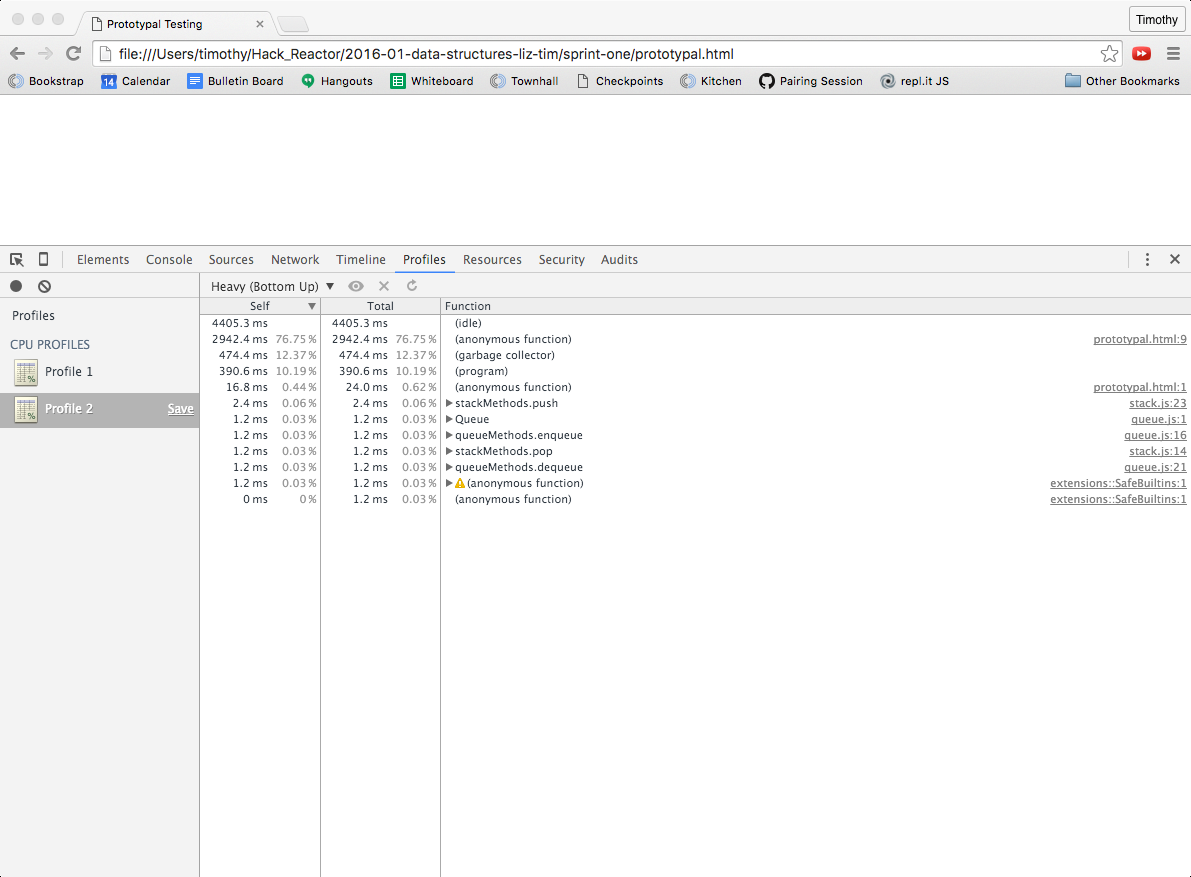 Prototypal Testing
Timothy
file:///Users/timothy/Hack_Reactor/2016-01-data-structures-liz-tim/sprint-one/prototypal.html
Bookstrap 14 Calendar Bulletin Board Hangouts Whiteboard Townhall Checkpoints Kitchen Pairing Session repl.it JS Other Bookmarks
Elements Console Sources Network Timeline Profiles Resources Security Audits
Heavy (Bottom Up)
Profiles
CPU PROFILES
Profile 1
Profile 2 Save
Self Total Function
4405.3 ms 4405.3 ms (idle)
2942.4 ms 76.75 % 2942.4 ms 76.75 % (anonymous function) prototypal.html:9
474.4 ms 12.37 % 474.4 ms 12.37 % (garbage collector)
390.6 ms 10.19 % 390.6 ms 10.19 % (program)
16.8 ms 0.44 % 24.0 ms 0.62 % (anonymous function) prototypal.html:1
2.4 ms 0.06 % 2.4 ms 0.06 % stackMethods.push stack.js:23
1.2 ms 0.03 % 1.2 ms 0.03 % Queue queue.js:1
1.2 ms 0.03 % 1.2 ms 0.03 % queueMethods.enqueue queue.js:16
1.2 ms 0.03 % 1.2 ms 0.03 % stackMethods.pop stack.js:14
1.2 ms 0.03 % 1.2 ms 0.03 % queueMethods.dequeue queue.js:21
1.2 ms 0.03 % 1.2 ms 0.03 % (anonymous function) extensions::SafeBuiltins:1
0 ms 0 % 1.2 ms 0.03 % (anonymous function) extensions::SafeBuiltins:1